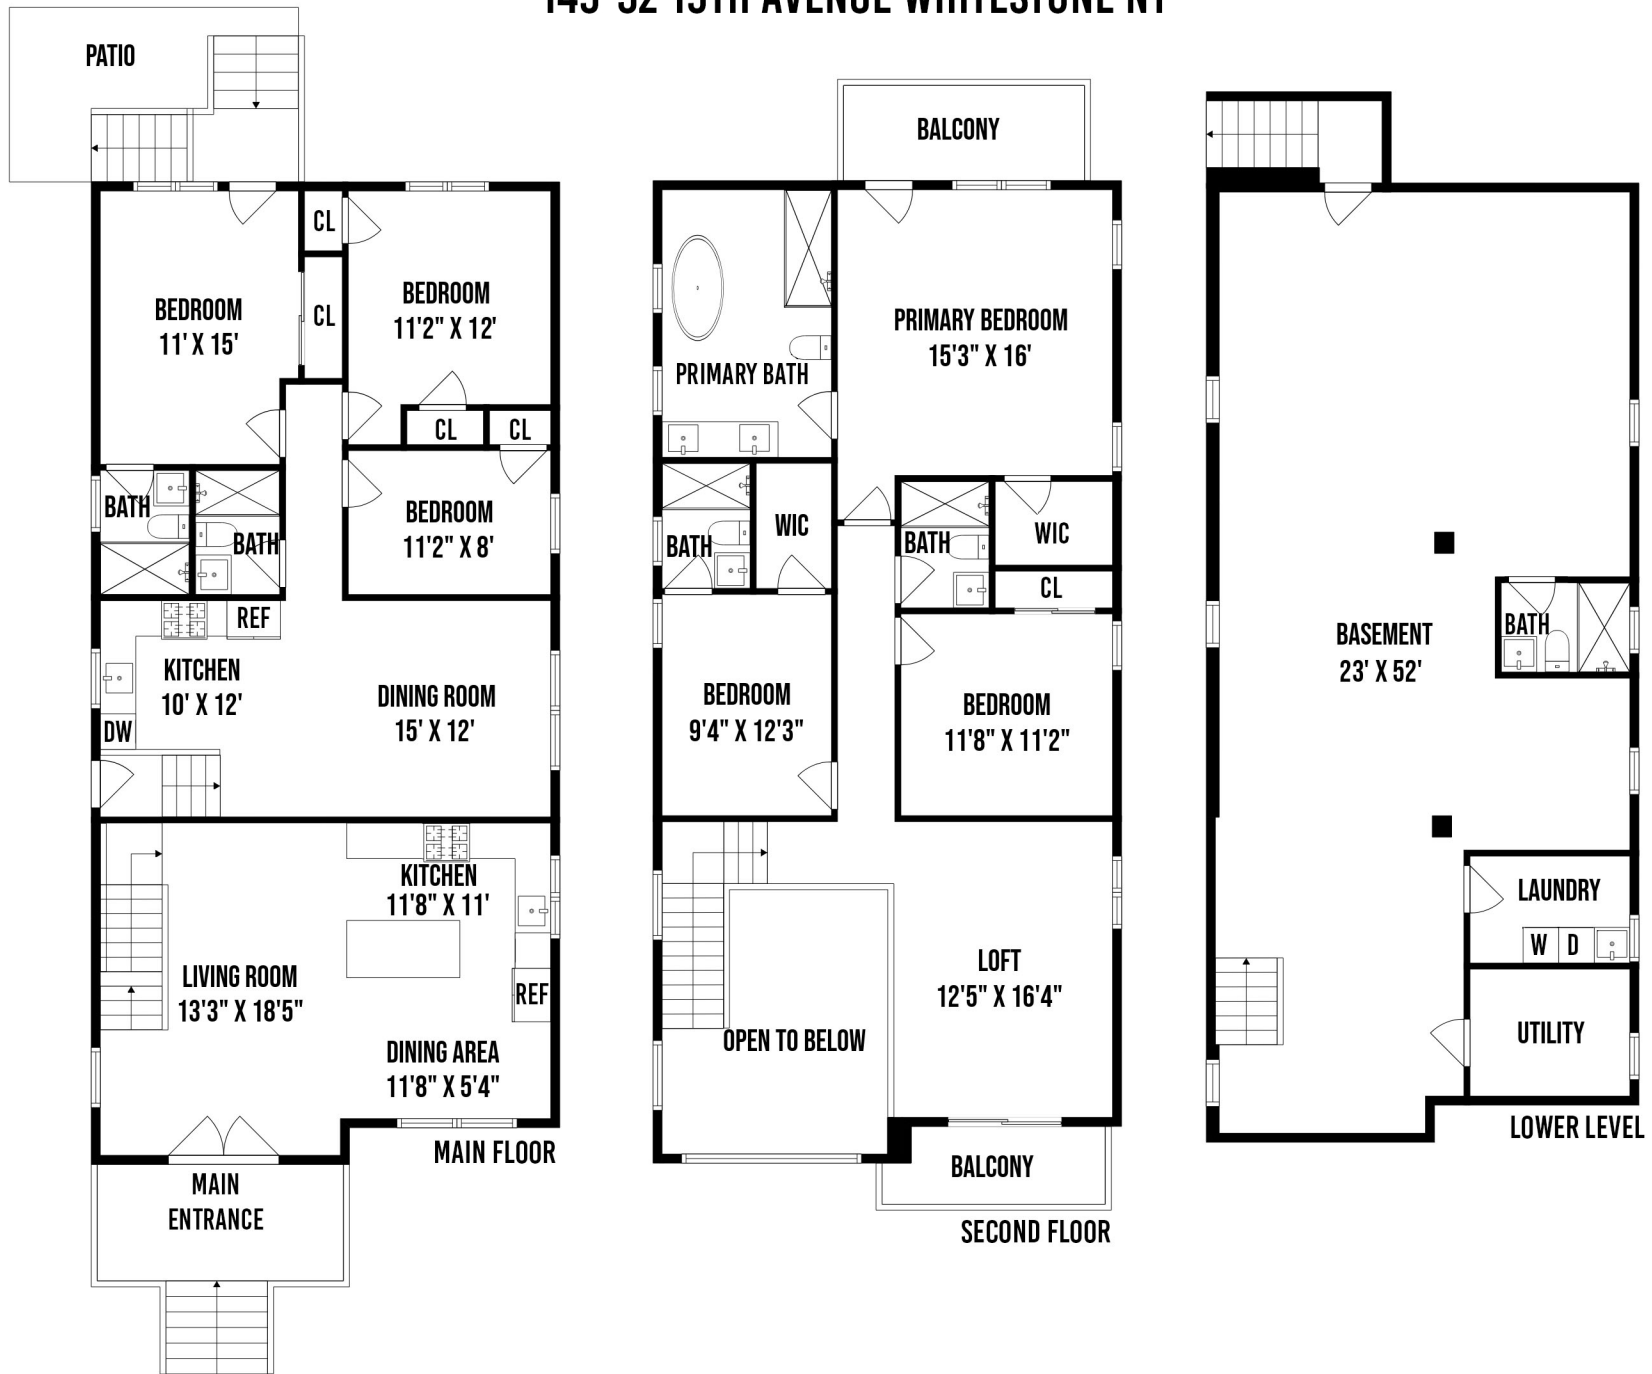 PATIO
CL
CL
BEDROOM
11' X 15'
BEDROOM
11'2" X 12'
CL
CL
BATH
BATH
BEDROOM
11'2" X 8'
REF
KITCHEN
10' X 12'
DW
DINING ROOM
15' X 12'
KITCHEN
11'8" X 11'
LIVING ROOM
13'3" X 18'5"
REF
DINING AREA
11'8" X 5'4"
MAIN FLOOR
MAIN
ENTRANCE
BALCONY
PRIMARY BATH
PRIMARY BEDROOM
15'3" X 16'
BATH
WIC
BATH
WIC
CL
BEDROOM
9'4" X 12'3"
BEDROOM
11'8" X 11'2"
LOFT
12'5" X 16'4"
OPEN TO BELOW
BALCONY
SECOND FLOOR
BASEMENT
23' X 52'
BATH
LAUNDRY
W D
UTILITY
LOWER LEVEL